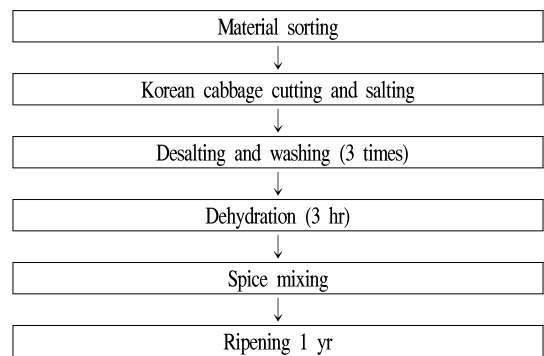 Material sorting
Korean cabbage cutting and salting
Desalting and washing (3 times)
Dehydration (3 hr)
Spice mixing
Ripening 1 yr